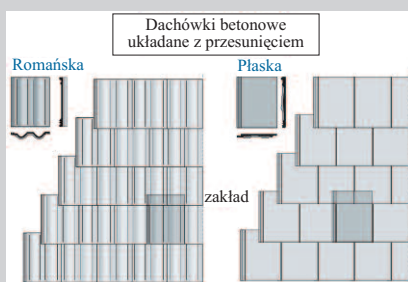 Dachówki betonowe
układane z przesunięciem
Romańska
Płaska
zakład